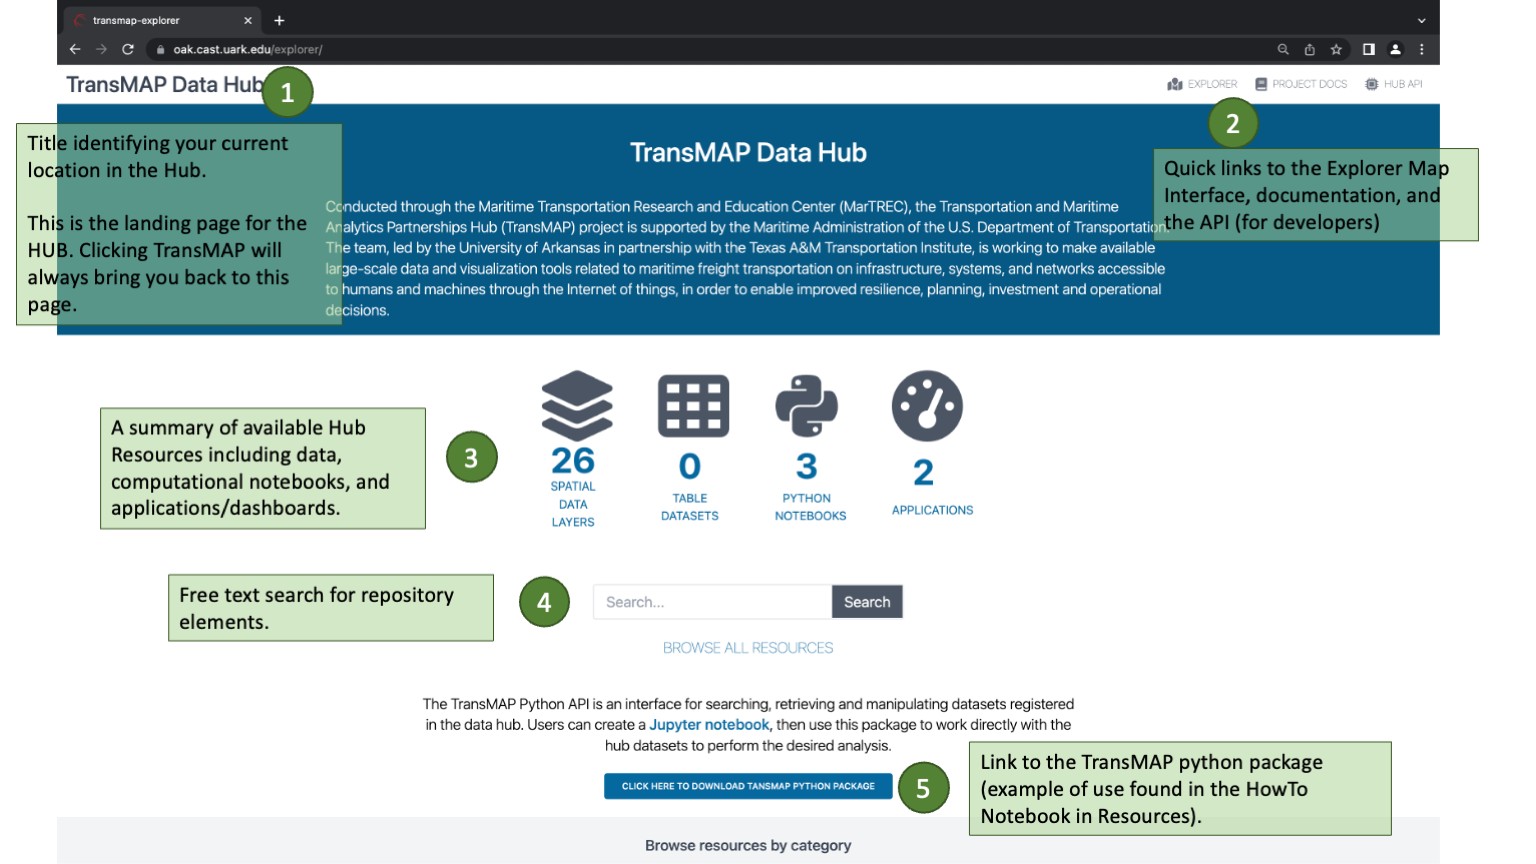 transmap-explorer
oak.cast.uark.edu/explorer/
TransMAP Data Hub
1
EXPLORER
PROJECT DOCS
HUB API
2
Title identifying your current
location in the Hub.
This is the landing page for the
HUB. Clicking TransMAP will
always bring you back to this
page.
TransMAP Data Hub
Quick links to the Explorer Map
Interface, documentation, and
the API (for developers)
Conducted through the Maritime Transportation Research and Education Center (MarTREC), the Transportation and Maritime
Analytics Partnerships Hub (TransMAP) project is supported by the Maritime Administration of the U.S. Department of Transportation.
The team, led by the University of Arkansas in partnership with the Texas A&M Transportation Institute, is working to make available
large-scale data and visualization tools related to maritime freight transportation on infrastructure, systems, and networks accessible
to humans and machines through the Internet of things, in order to enable improved resilience, planning, investment and operational
decisions.
A summary of available Hub
Resources including data,
computational notebooks, and
applications/dashboards.
3
26
SPATIAL
DATA
LAYERS
0
TABLE
DATASETS
3
PYTHON
NOTEBOOKS
2
APPLICATIONS
Free text search for repository
elements.
4
Search...
Search
BROWSE ALL RESOURCES
The TransMAP Python API is an interface for searching, retrieving and manipulating datasets registered
in the data hub. Users can create a Jupyter notebook, then use this package to work directly with the
hub datasets to perform the desired analysis.
CLICK HERE TO DOWNLOAD TANSMAP PYTHON PACKAGE
5
Link to the TransMAP python package
(example of use found in the HowTo
Notebook in Resources).
Browse resources by category